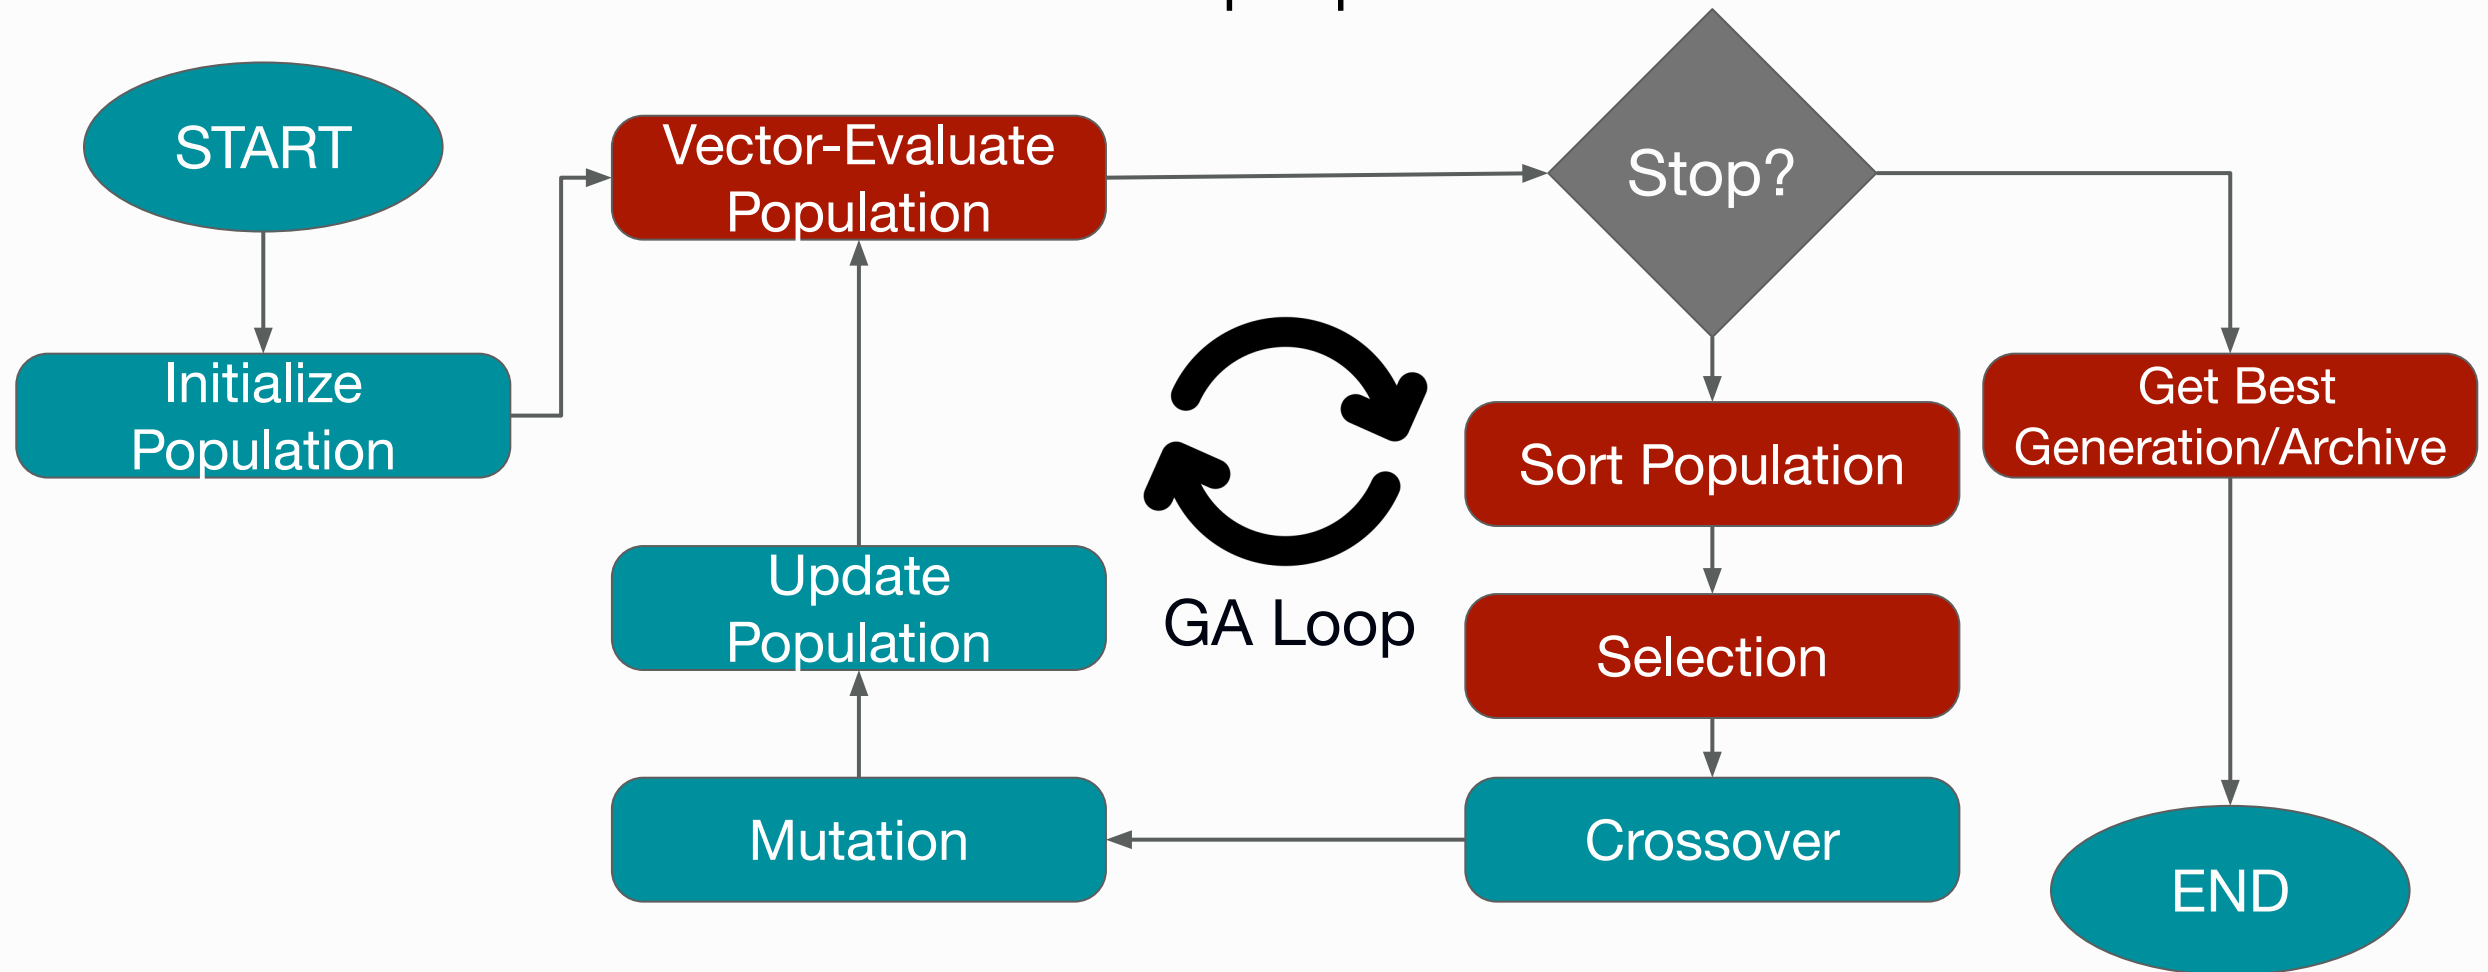 START
Initialize
Population
Vector-Evaluate
Population
Stop?
Sort Population
Selection
Crossover
Mutation
Update
Population
GA Loop
Get Best
Generation/Archive
END